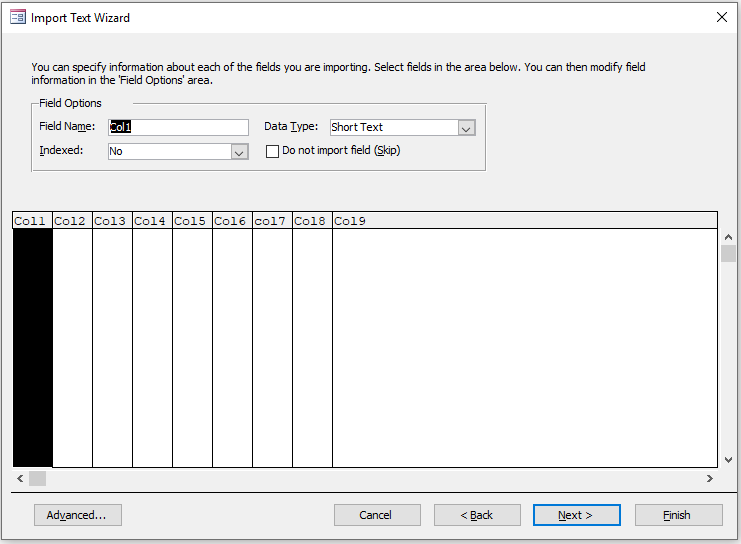 Import Text Wizard
You can specify information about each of the fields you are importing. Select fields in the area below. You can then modify field
information in the 'Field Options' area.
Field Options
Field Name: Col1 Data Type: Short Text
Indexed: No Do not import field (Skip)
Col1 Col2 Col3 Col4 Col5 Col6 col7 Col8 Col9
Advanced... Cancel < Back Next > Finish